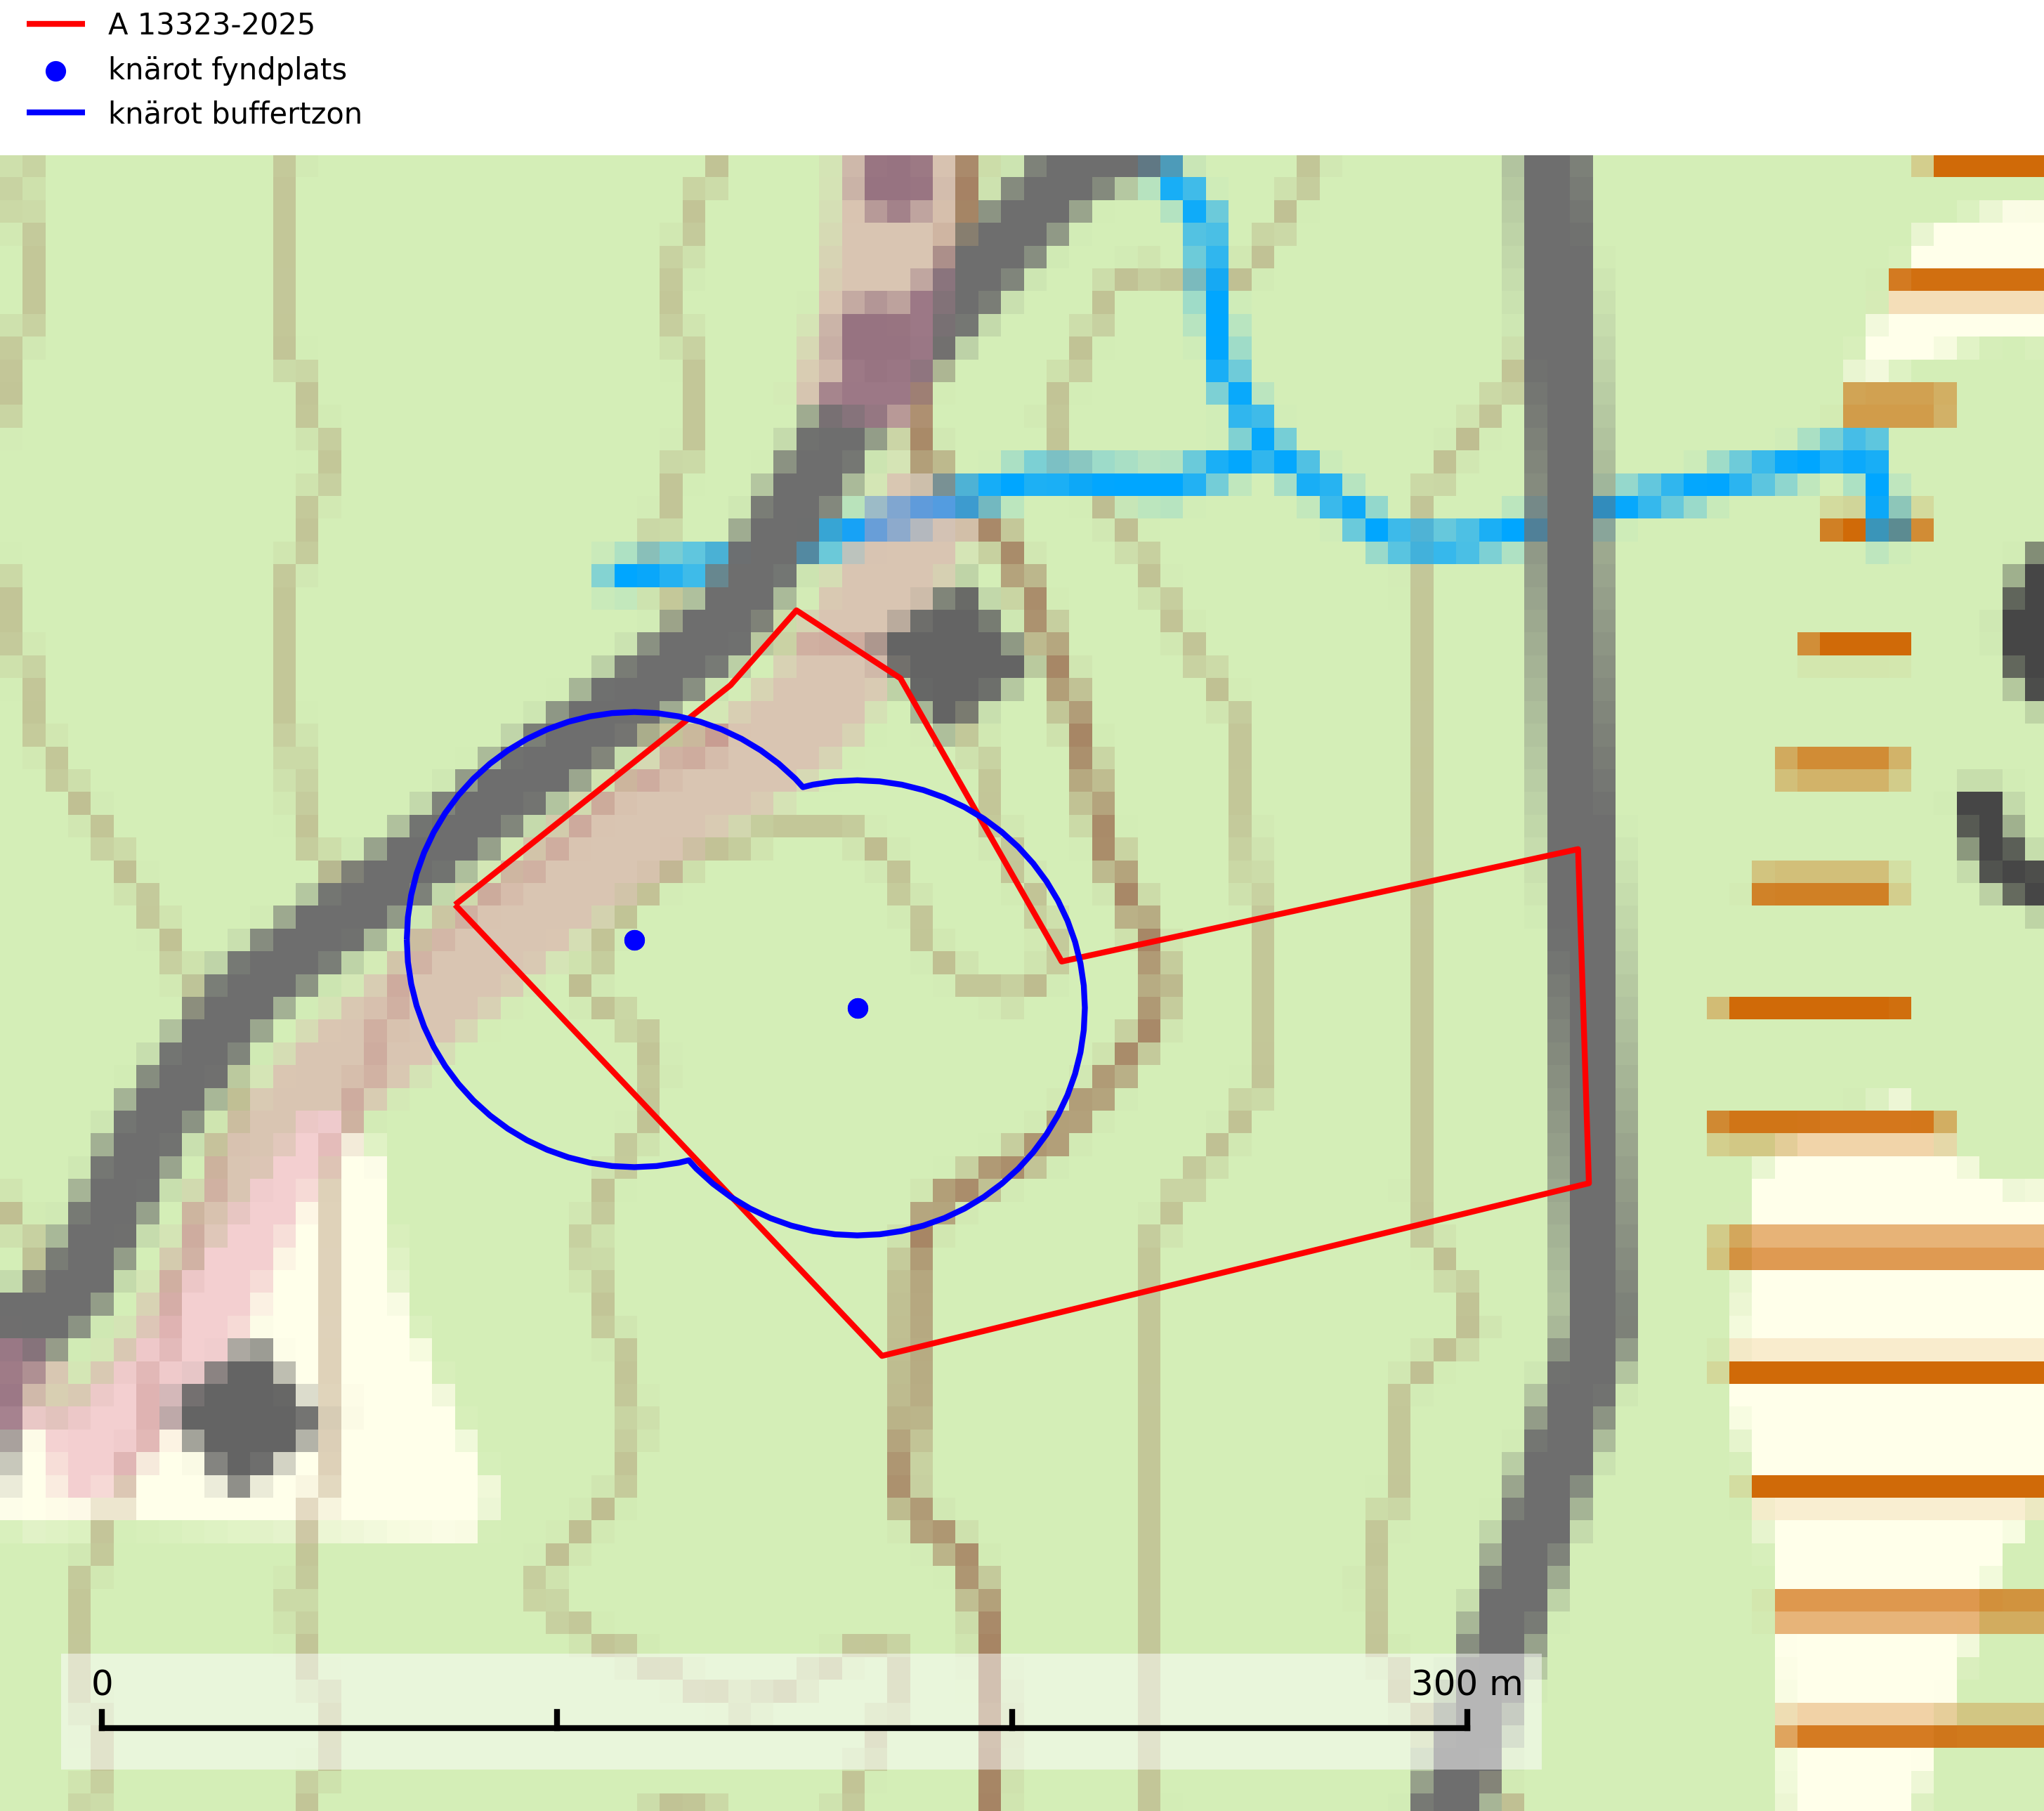 A 13323-2025
knärot fyndplats
knärot buffertzon
0 300 m